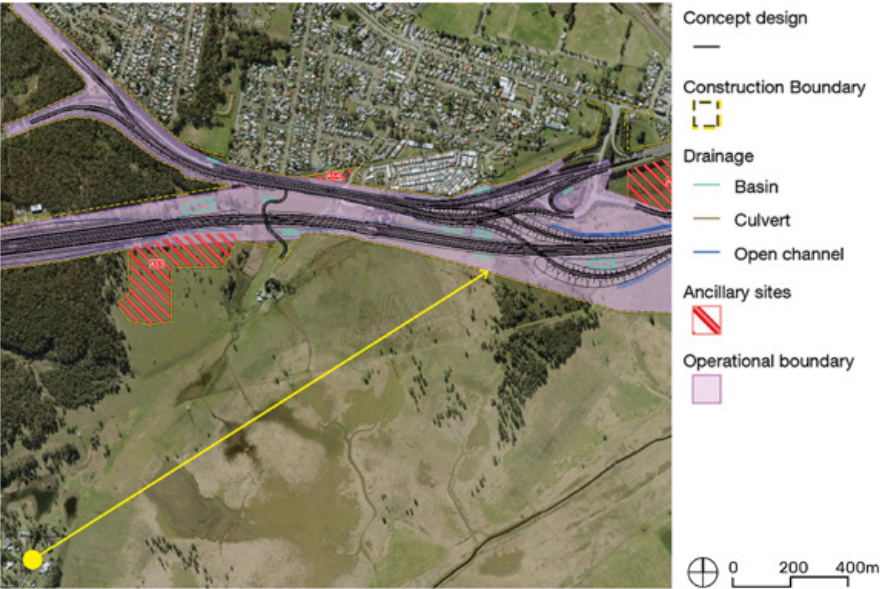 Concept design
Construction Boundary
Drainage
Basin
Culvert
Open channel
Ancillary sites
Operational boundary
0 200 400m